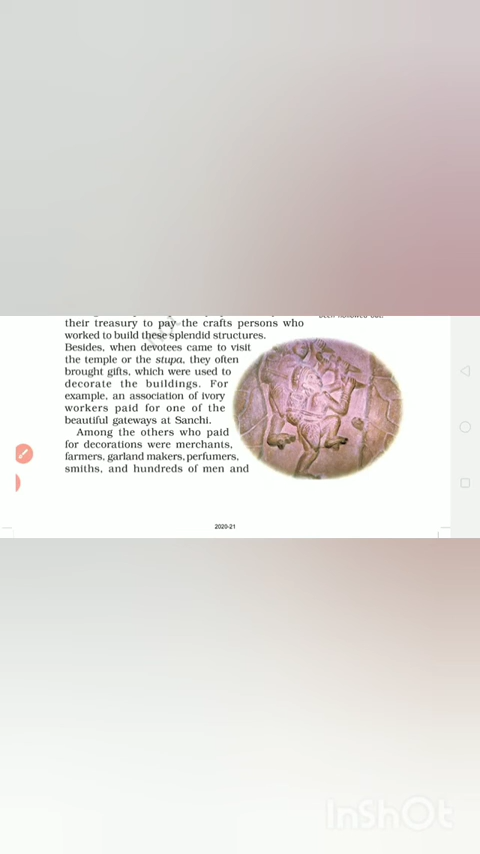 their treasury to pay the crafts persons who
worked to build these splendid structures.
Besides, when devotees came to visit
the temple or the stupa, they often
brought gifts, which were used to
decorate the buildings. For
example, an association of ivory
workers paid for one of the
beautiful gateways at Sanchi.
Among the others who paid
for decorations were merchants,
farmers, garland makers, perfumers,
smiths, and hundreds of men and
2020-21
InShOt